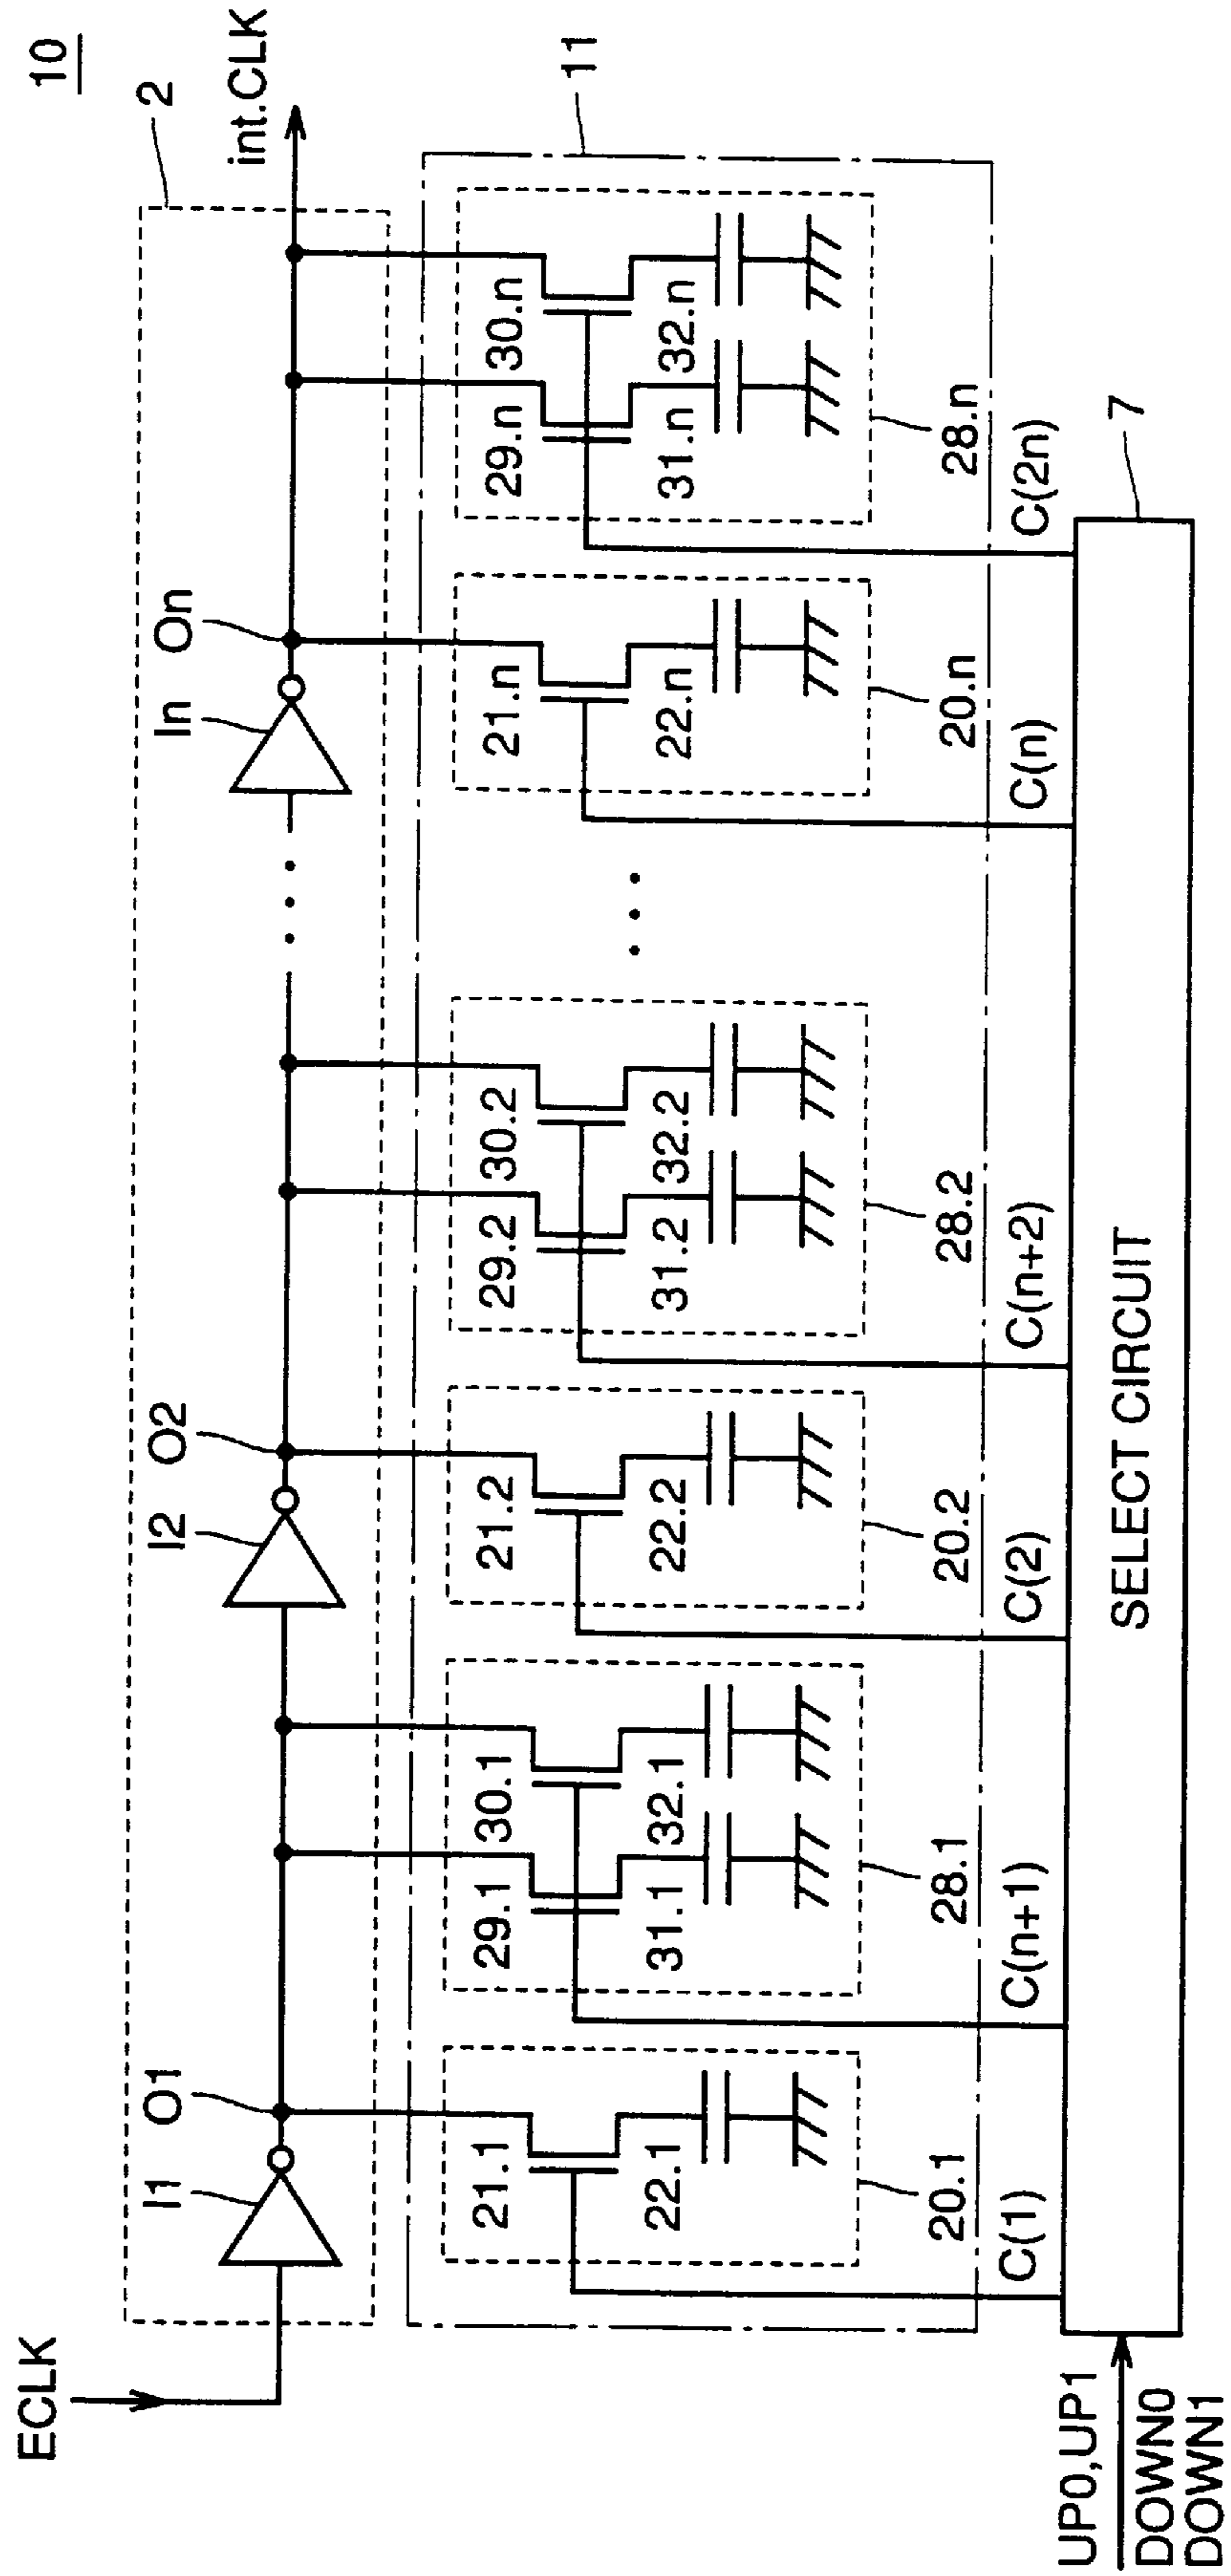 10
2
ECLK
I1
O1
I2
O2
In
On
int.CLK
11
21.1
22.1
20.1
29.1
30.1
31.1
32.1
28.1
21.2
22.2
20.2
29.2
30.2
31.2
32.2
28.2
21.n
22.n
20.n
29.n
30.n
31.n
32.n
28.n
C(1)
C(n+1)
C(2)
C(n+2)
C(n)
C(2n)
7
SELECT CIRCUIT
UP0,UP1
DOWN0
DOWN1